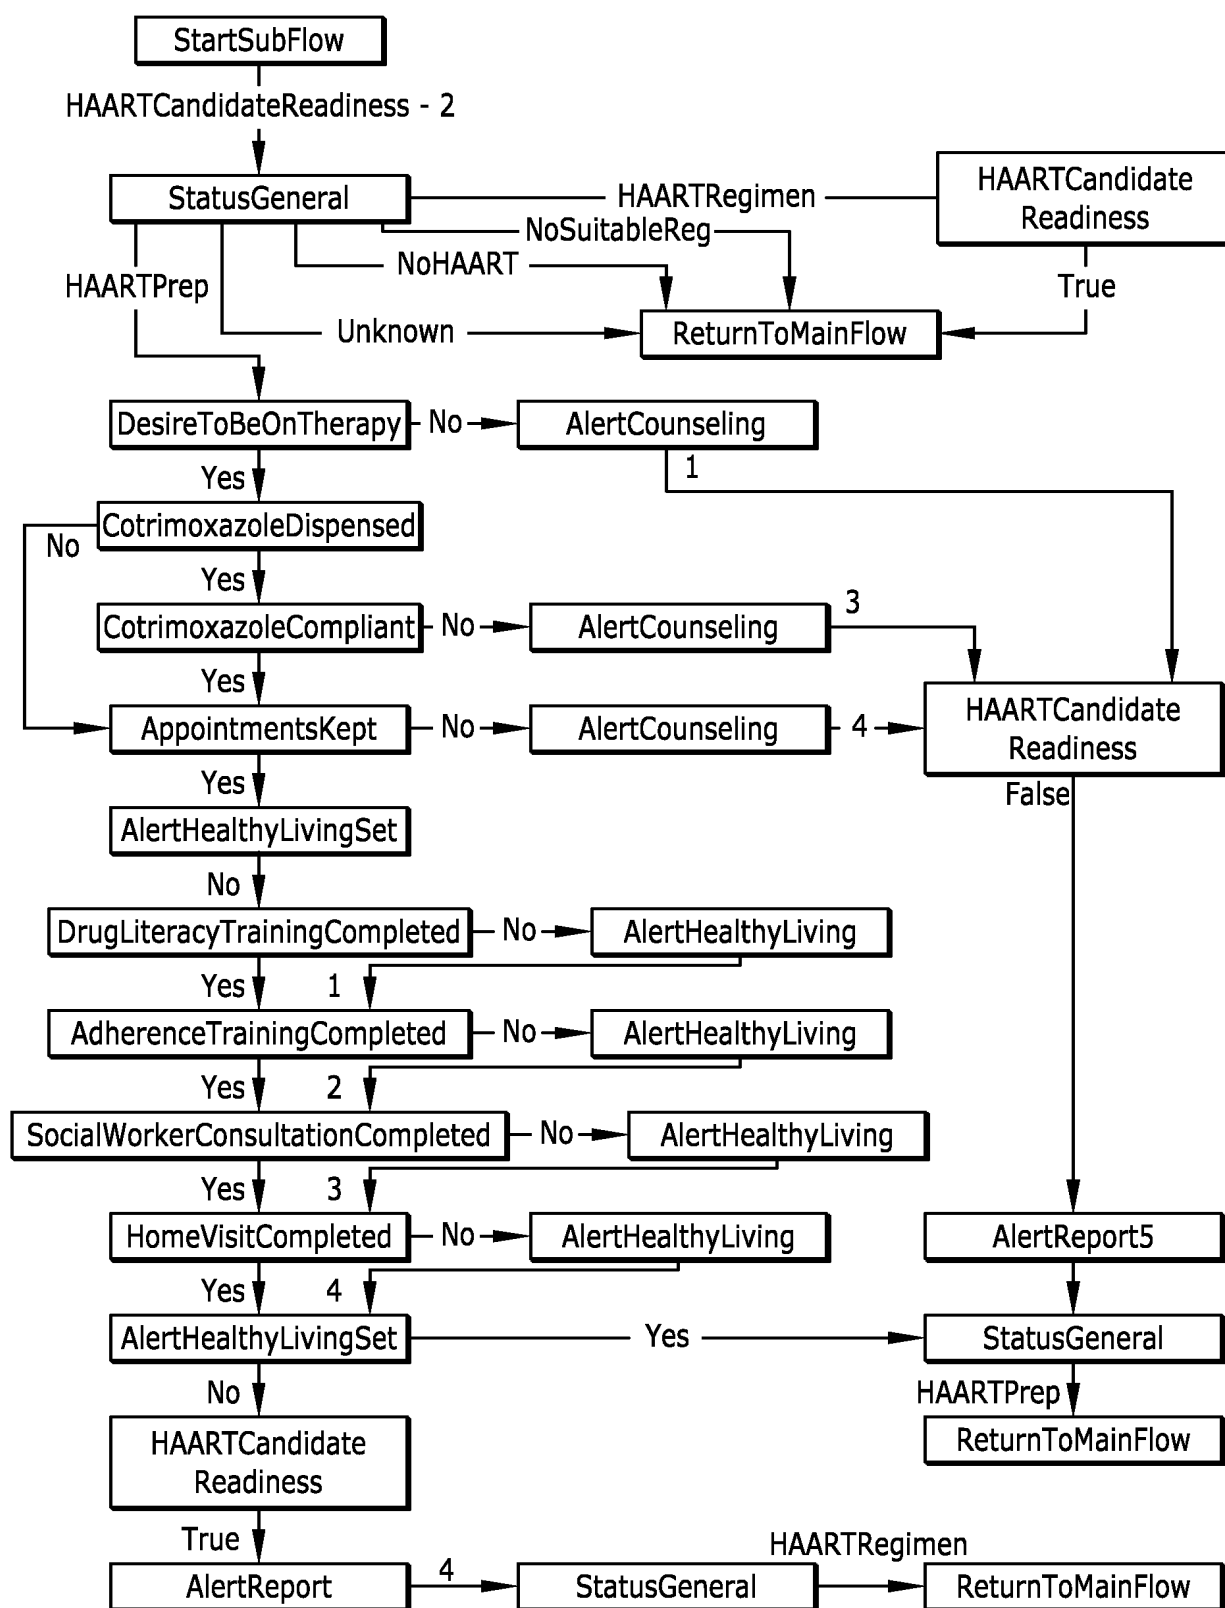 StartSubFlow
HAARTCandidateReadiness - 2
StatusGeneral
HAARTRegimen
HAARTCandidate
Readiness
NoSuitableReg
NoHAART
HAARTPrep
True
Unknown
ReturnToMainFlow
DesireToBeOnTherapy
No
AlertCounseling
1
Yes
CotrimoxazoleDispensed
No
Yes
CotrimoxazoleCompliant
No
AlertCounseling
3
Yes
AppointmentsKept
No
AlertCounseling
4
HAARTCandidate
Readiness
Yes
False
AlertHealthyLivingSet
No
DrugLiteracyTrainingCompleted
No
AlertHealthyLiving
Yes
1
AdherenceTrainingCompleted
No
AlertHealthyLiving
Yes
2
SocialWorkerConsultationCompleted
No
AlertHealthyLiving
Yes
3
HomeVisitCompleted
No
AlertHealthyLiving
AlertReport5
Yes
4
AlertHealthyLivingSet
Yes
StatusGeneral
No
HAARTPrep
HAARTCandidate
Readiness
ReturnToMainFlow
True
AlertReport
4
StatusGeneral
HAARTRegimen
ReturnToMainFlow